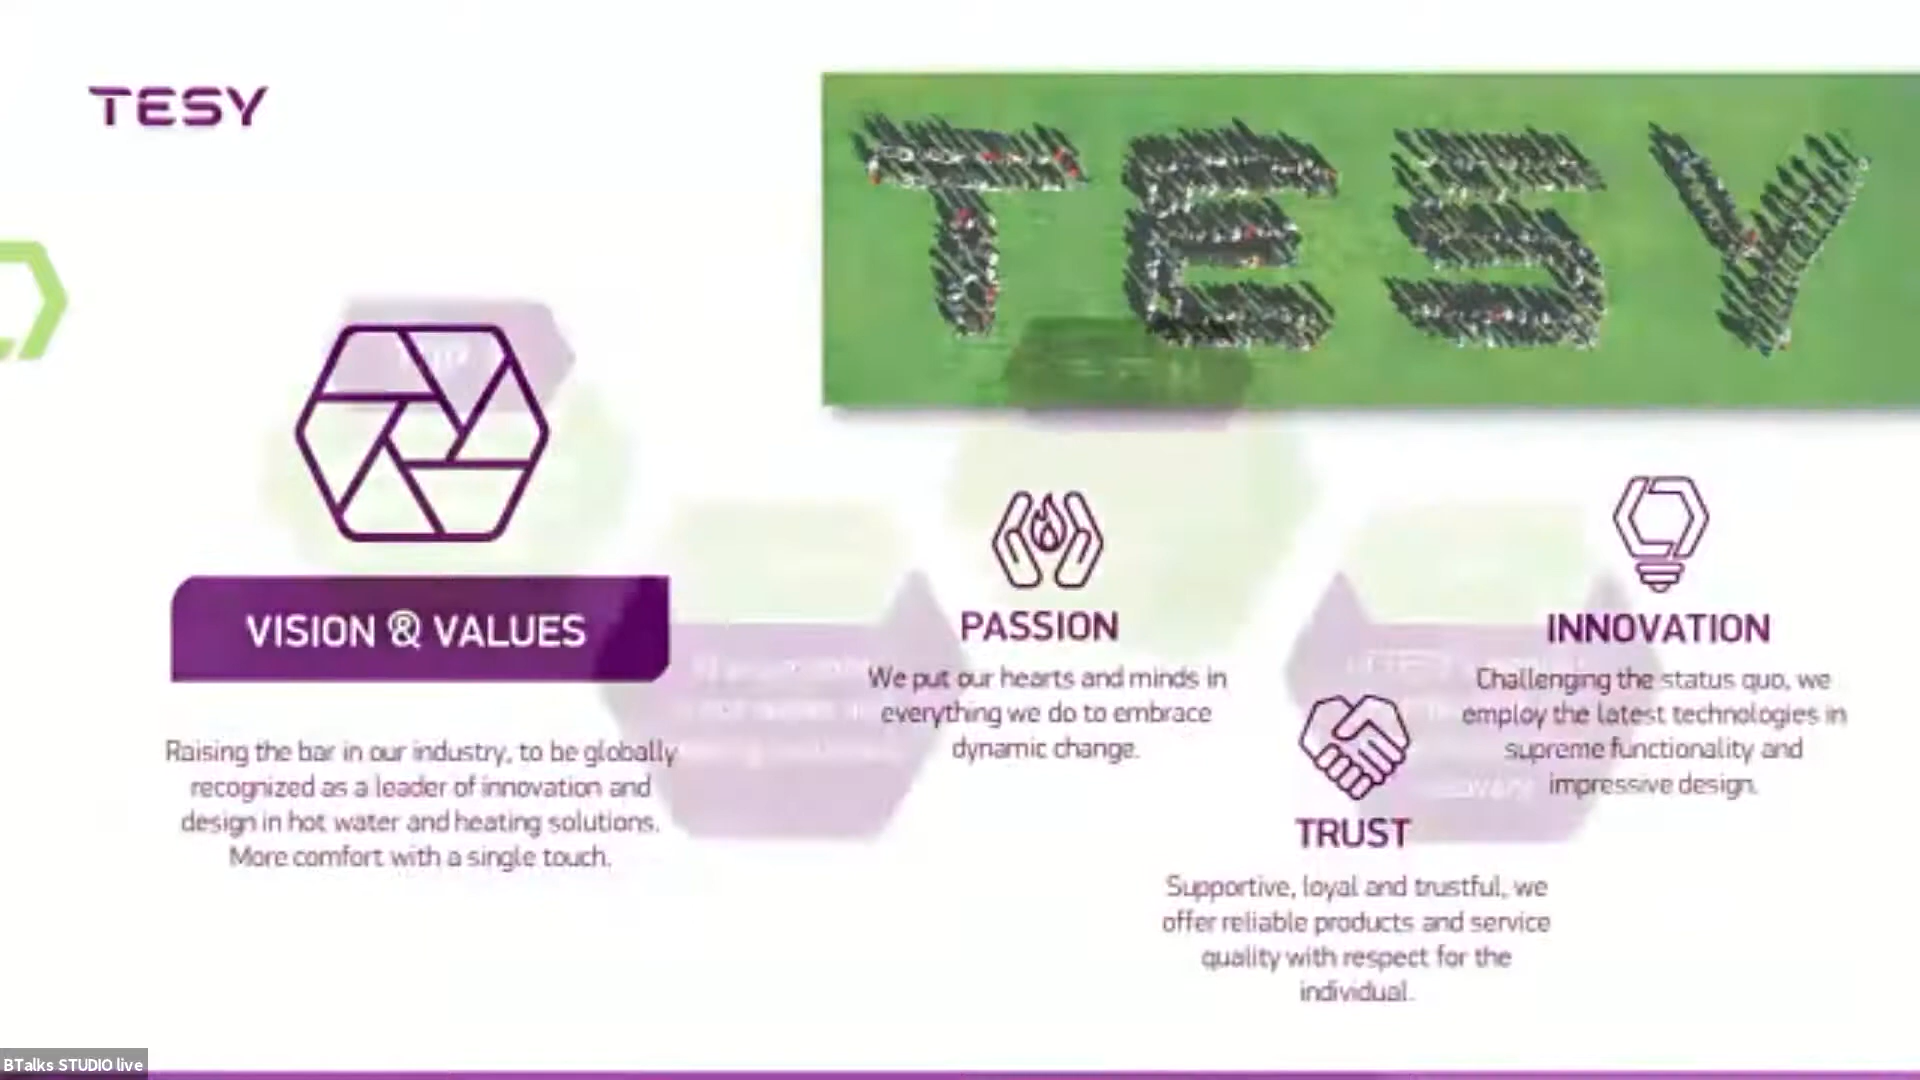 TESY
TESY
VISION & VALUES
Raising the bar in our industry, to be globally
recognized as a leader of innovation and
design in hot water and heating solutions.
More comfort with a single touch.
PASSION
We put our hearts and minds in
everything we do to embrace
dynamic change.
TRUST
Supportive, loyal and trustful, we
offer reliable products and service
quality with respect for the
individual.
INNOVATION
Challenging the status quo, we
employ the latest technologies in
supreme functionality and
impressive design.
BTalks STUDIO live